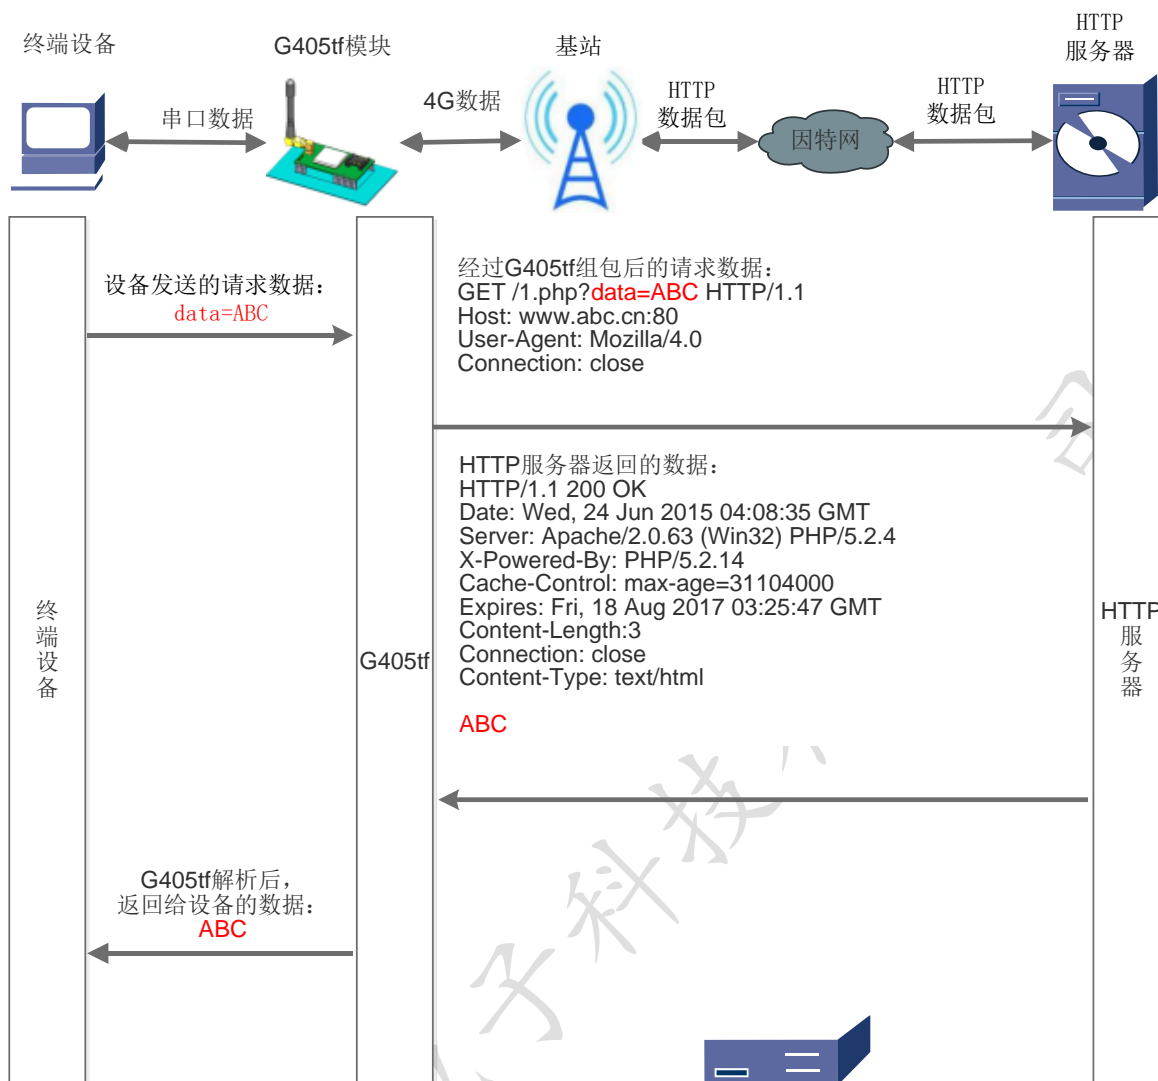 终端设备
G405tf模块
基站
HTTP
服务器
串口数据
4G数据
HTTP
数据包
因特网
HTTP
数据包
设备发送的请求数据：
data=ABC
经过G405tf组包后的请求数据：
GET /1.php?data=ABC HTTP/1.1
Host: www.abc.cn:80
User-Agent: Mozilla/4.0
Connection: close
HTTP服务器返回的数据：
HTTP/1.1 200 OK
Date: Wed, 24 Jun 2015 04:08:35 GMT
Server: Apache/2.0.63 (Win32) PHP/5.2.4
X-Powered-By: PHP/5.2.14
Cache-Control: max-age=31104000
Expires: Fri, 18 Aug 2017 03:25:47 GMT
Content-Length:3
Connection: close
Content-Type: text/html
ABC
终端设备
G405tf
HTTP
服务器
G405tf解析后，
返回给设备的数据：
ABC
子科技